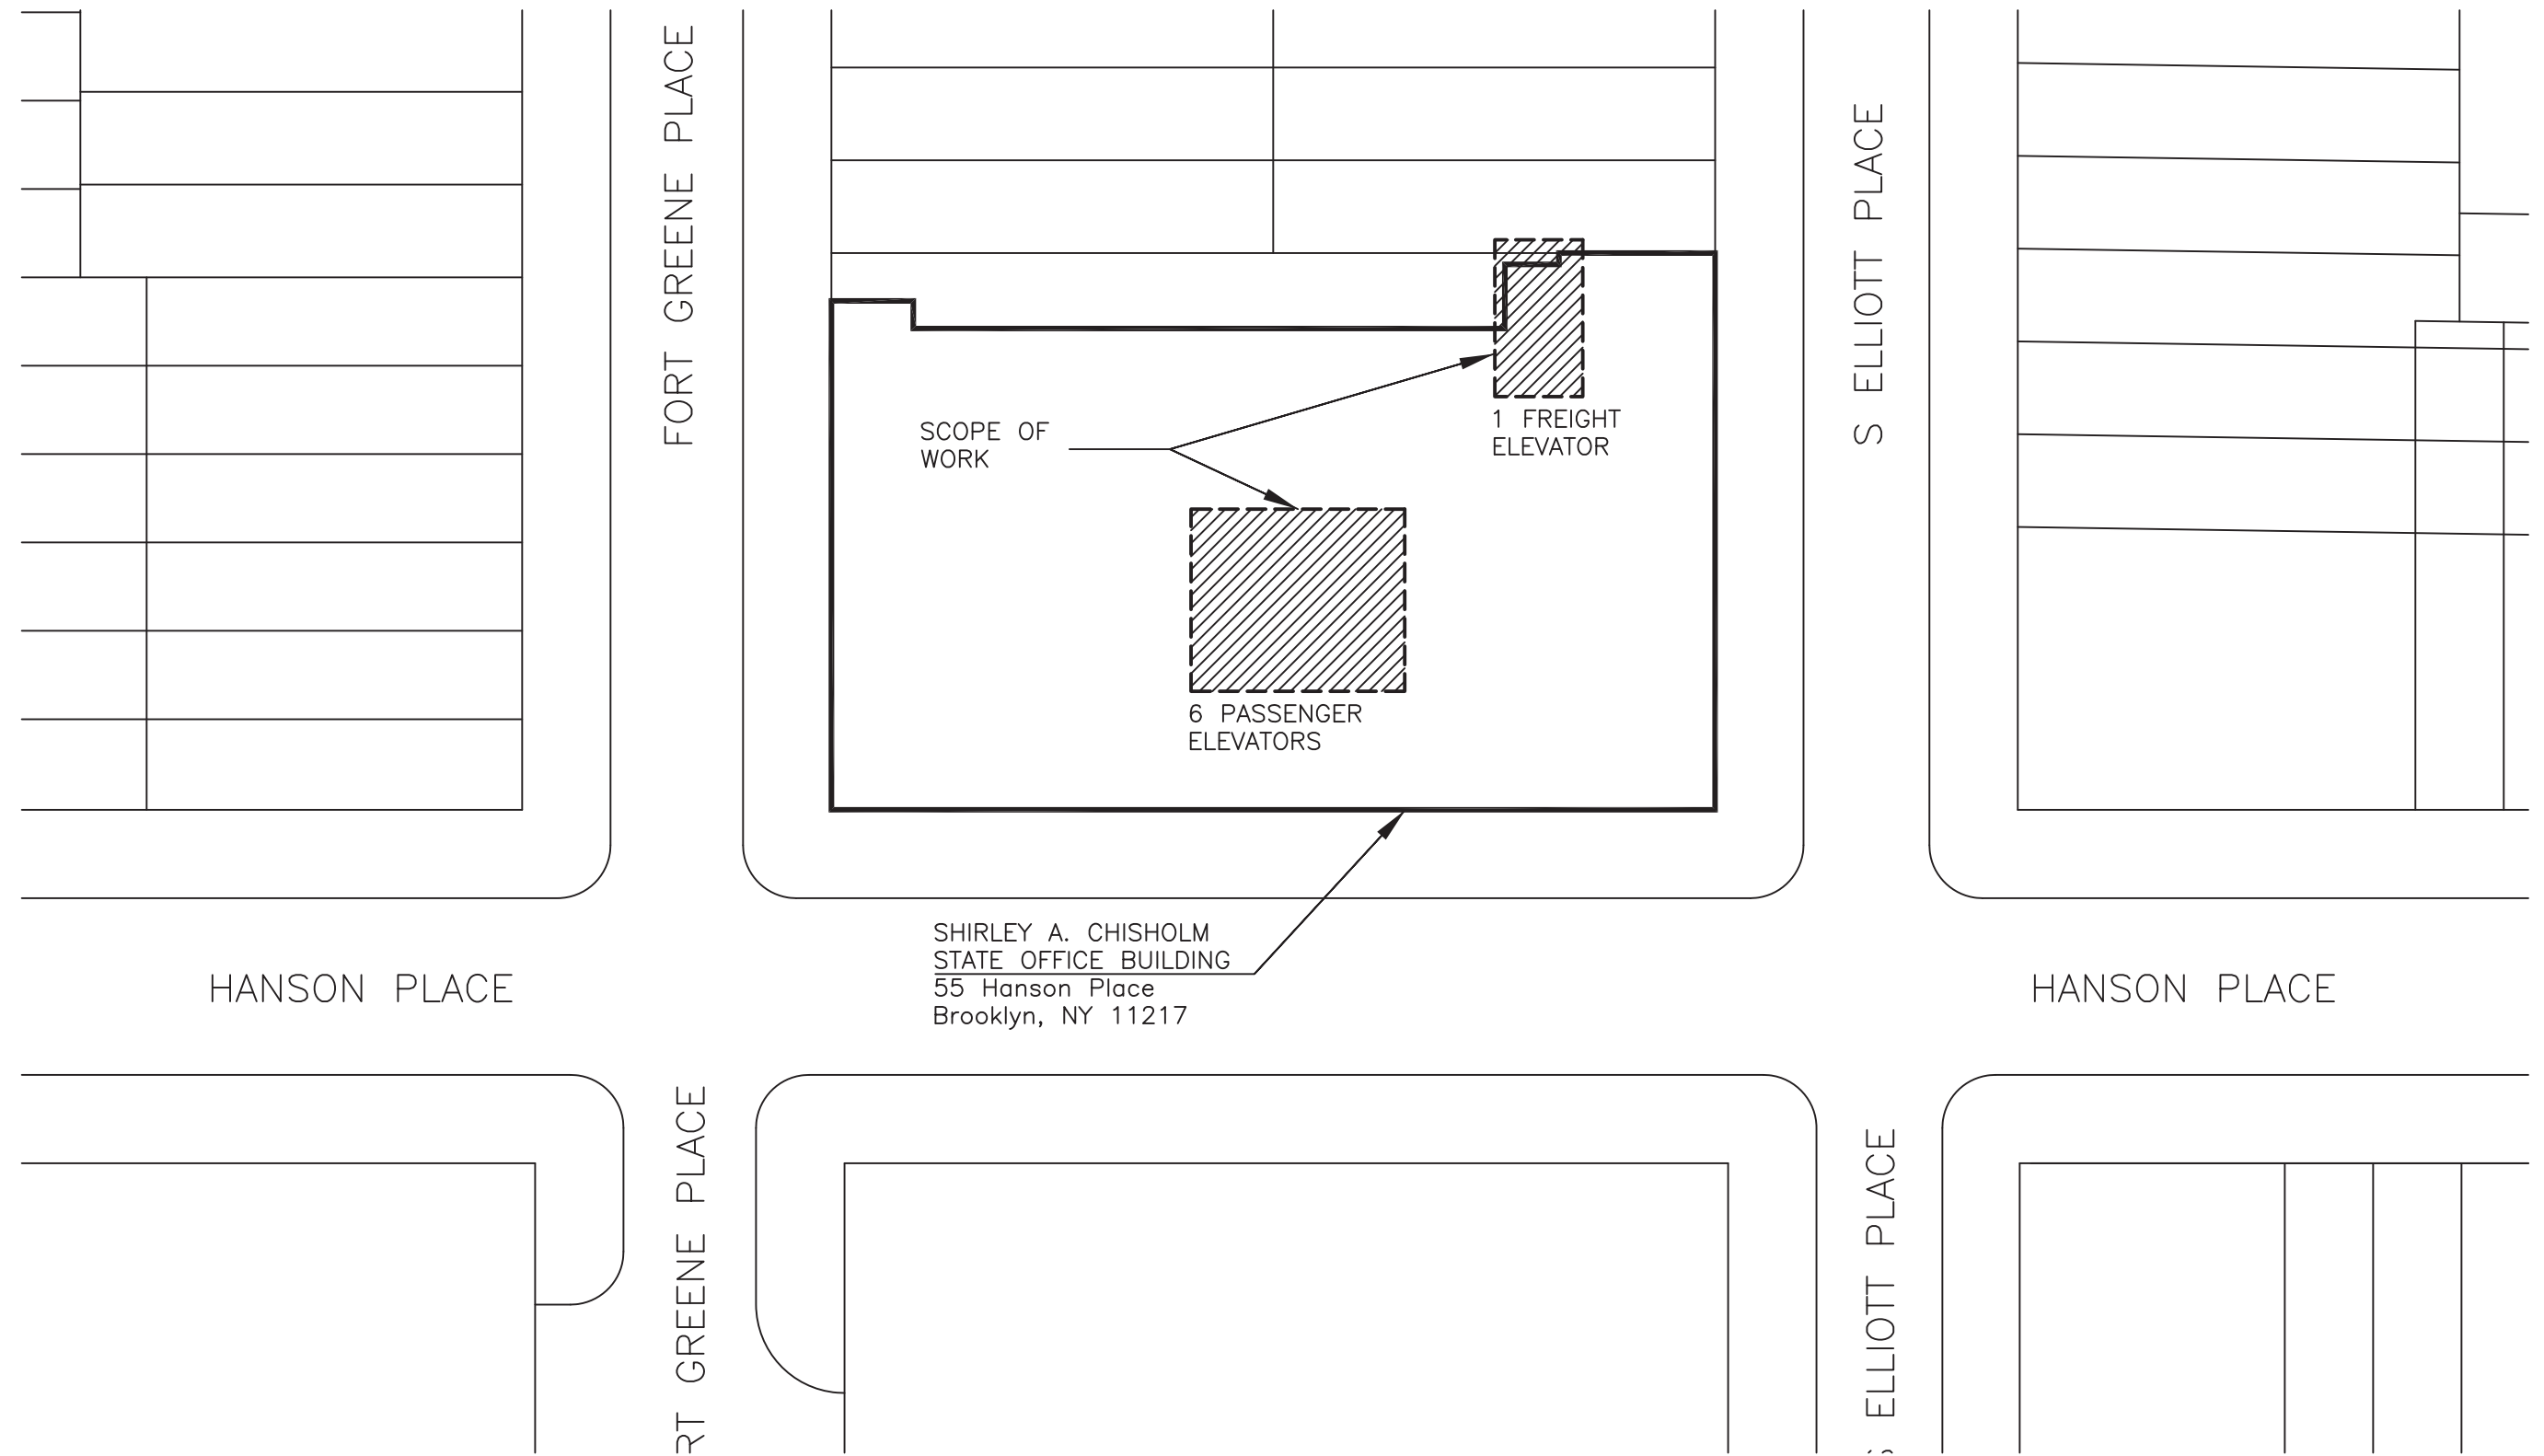 FORT GREENE PLACE
S ELLIOTT PLACE
SCOPE OF
WORK
1 FREIGHT
ELEVATOR
6 PASSENGER
ELEVATORS
SHIRLEY A. CHISHOLM
STATE OFFICE BUILDING
55 Hanson Place
Brooklyn, NY 11217
HANSON PLACE
HANSON PLACE
RT GREENE PLACE
S ELLIOTT PLACE